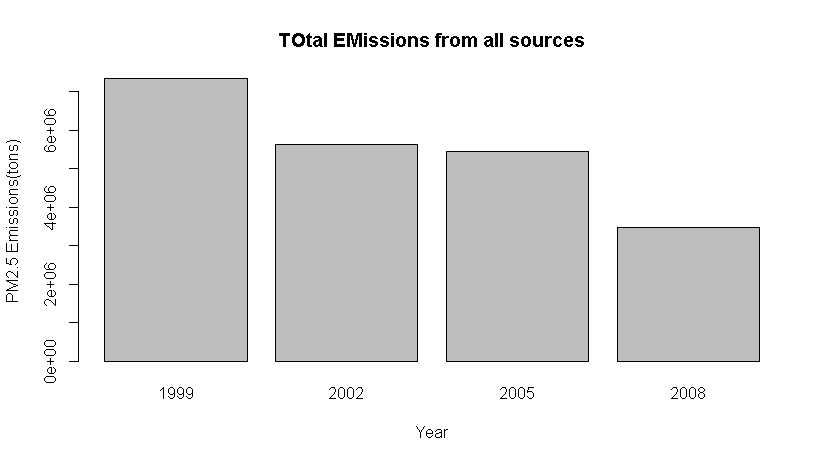 TOtal EMissions from all sources
PM2.5 Emissions(tons)
6e+06
4e+06
2e+06
0e+00
1999 2002 2005 2008
Year